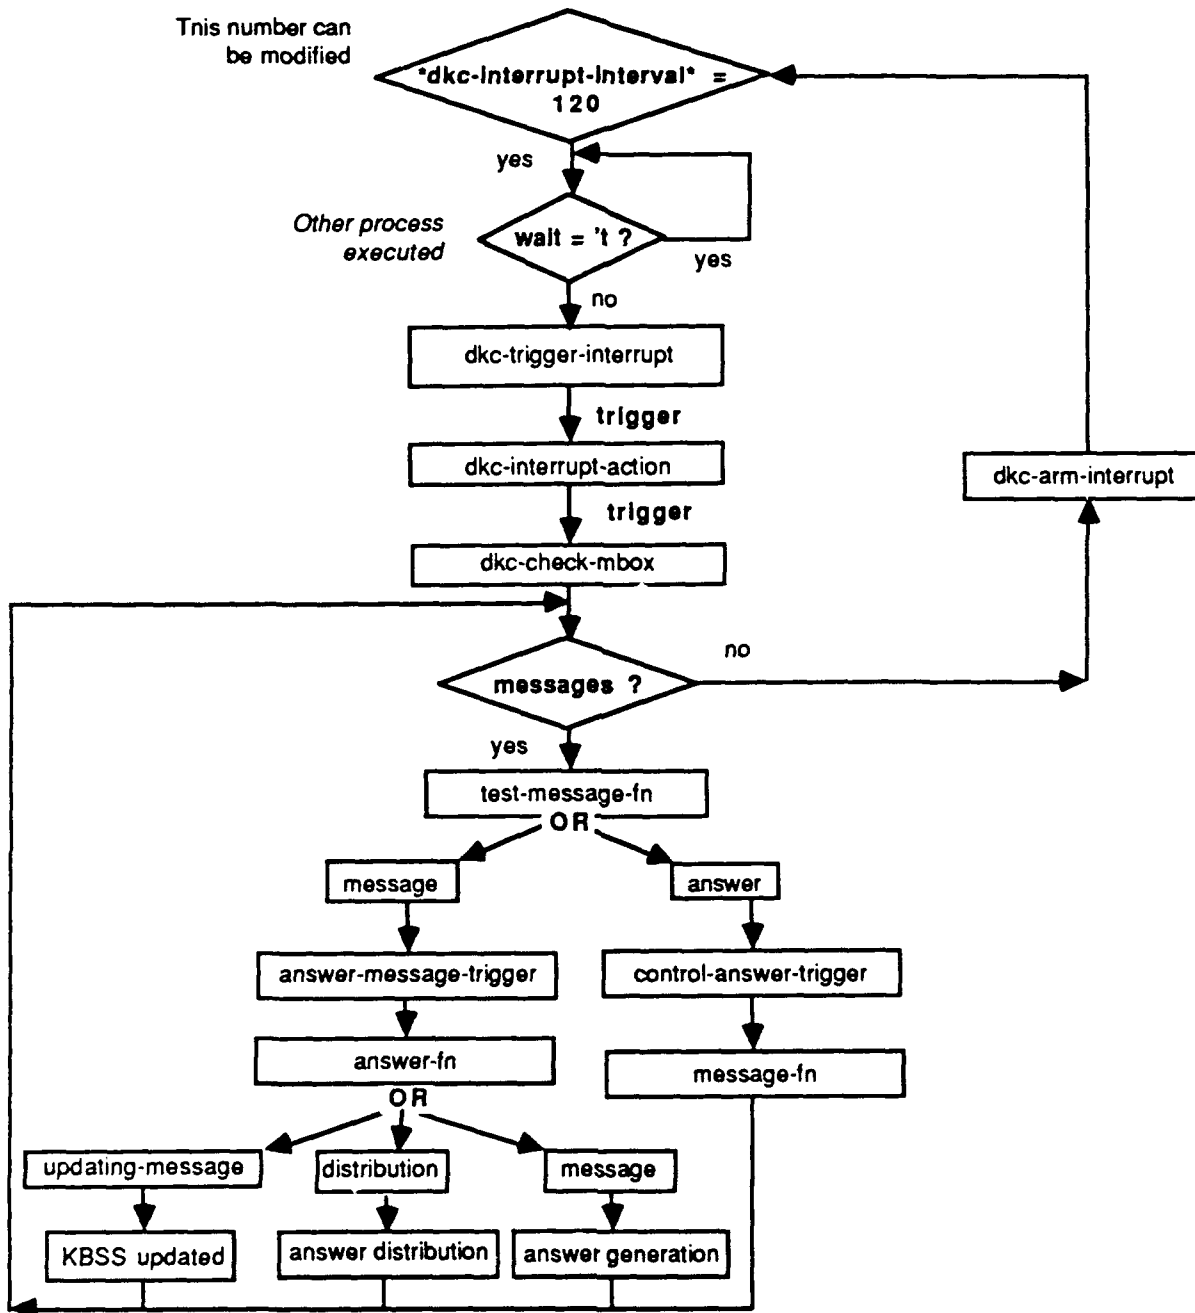 Tnis number can
be modified
*dkc-interrupt-interval* =
120
yes
Other process
executed
wait = 't ?
yes
no
dkc-trigger-interrupt
trigger
dkc-interrupt-action
dkc-arm-interrupt
trigger
dkc-check-mbox
no
messages ?
yes
test-message-fn
OR
message
answer
answer-message-trigger
control-answer-trigger
answer-fn
message-fn
OR
updating-message
distribution
message
KBSS updated
answer distribution
answer generation